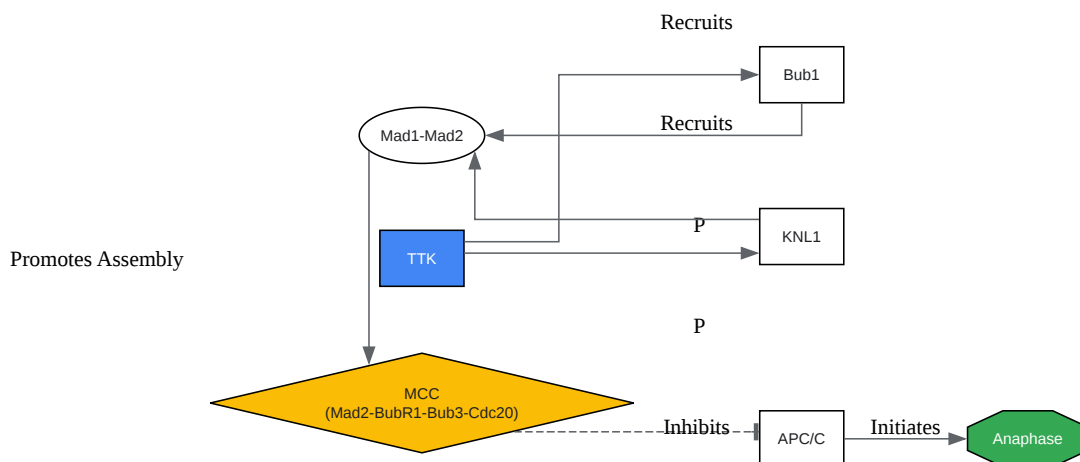 Recruits
Bub1
Recruits
Mad1-Mad2
P
KNL1
Promotes Assembly
TTK
P
MCC
(Mad2-BubR1-Bub3-Cdc20)
Inhibits
APC/C
Initiates
Anaphase